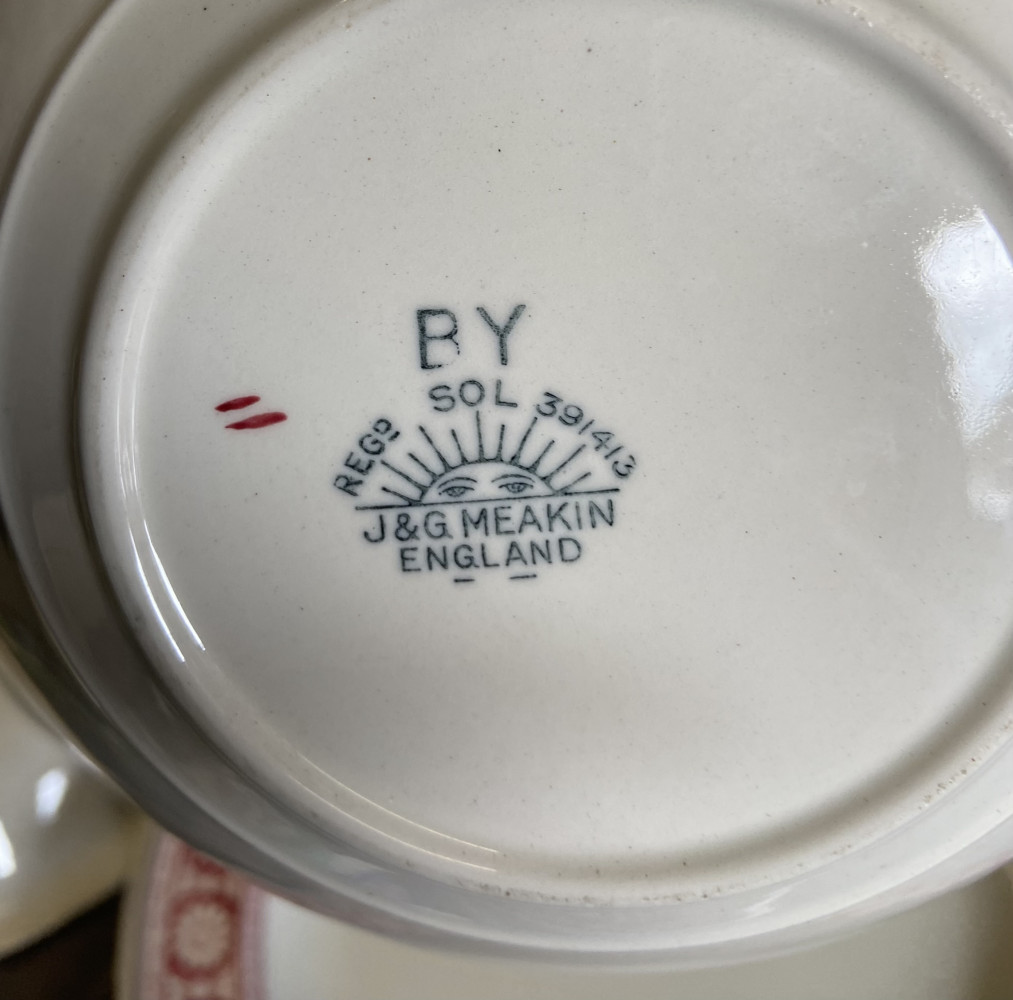 BY
SOL
REGD 391413
J&G MEAKIN
ENGLAND